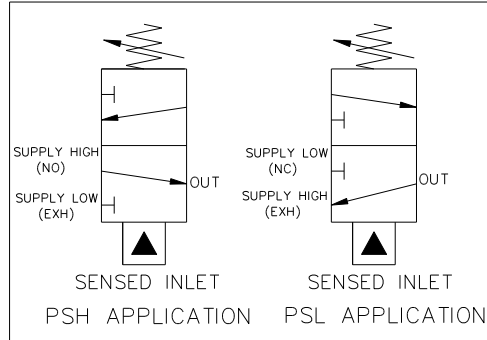 SUPPLY HIGH
(NO)
OUT
SUPPLY LOW
(EXH)
SENSED INLET
PSH APPLICATION
SUPPLY LOW
(NC)
OUT
SUPPLY HIGH
(EXH)
SENSED INLET
PSL APPLICATION